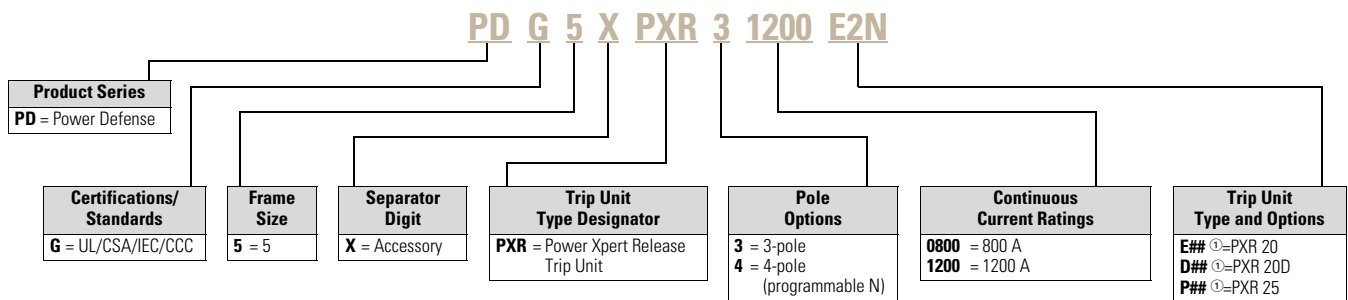 PD G 5 X PXR 3 1200 E2N
Product Series
PD = Power Defense
Certifications/
Standards
G = UL/CSA/IEC/CCC
Frame
Size
5 = 5
Separator
Digit
X = Accessory
Trip Unit
Type Designator
PXR = Power Xpert Release
Trip Unit
Pole
Options
3 = 3-pole
4 = 4-pole
(programmable N)
Continuous
Current Ratings
0800 = 800 A
1200 = 1200 A
Trip Unit
Type and Options
E## ①=PXR 20
D## ①=PXR 20D
P## ①=PXR 25